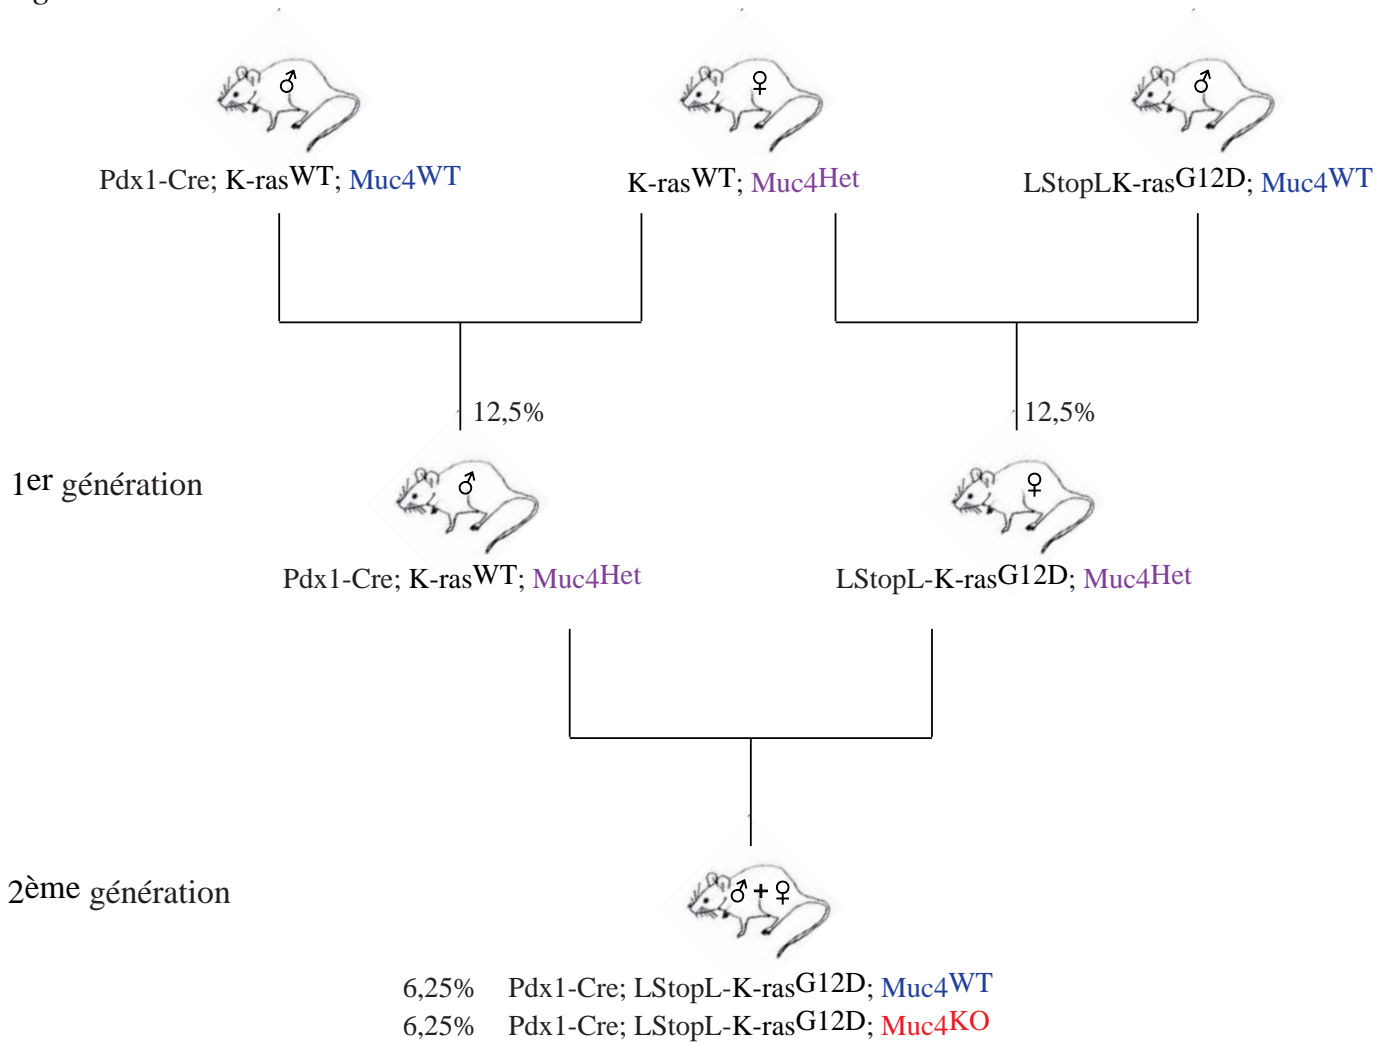 ♂ ♀ ♂
Pdx1-Cre; K-rasWT; Muc4WT K-rasWT; Muc4Het LStopLK-rasG12D; Muc4WT
12,5% 12,5%
1er génération ♂ ♀
Pdx1-Cre; K-rasWT; Muc4Het LStopL-K-rasG12D; Muc4Het
2ème génération ♂+♀
6,25% Pdx1-Cre; LStopL-K-rasG12D; Muc4WT
6,25% Pdx1-Cre; LStopL-K-rasG12D; Muc4KO